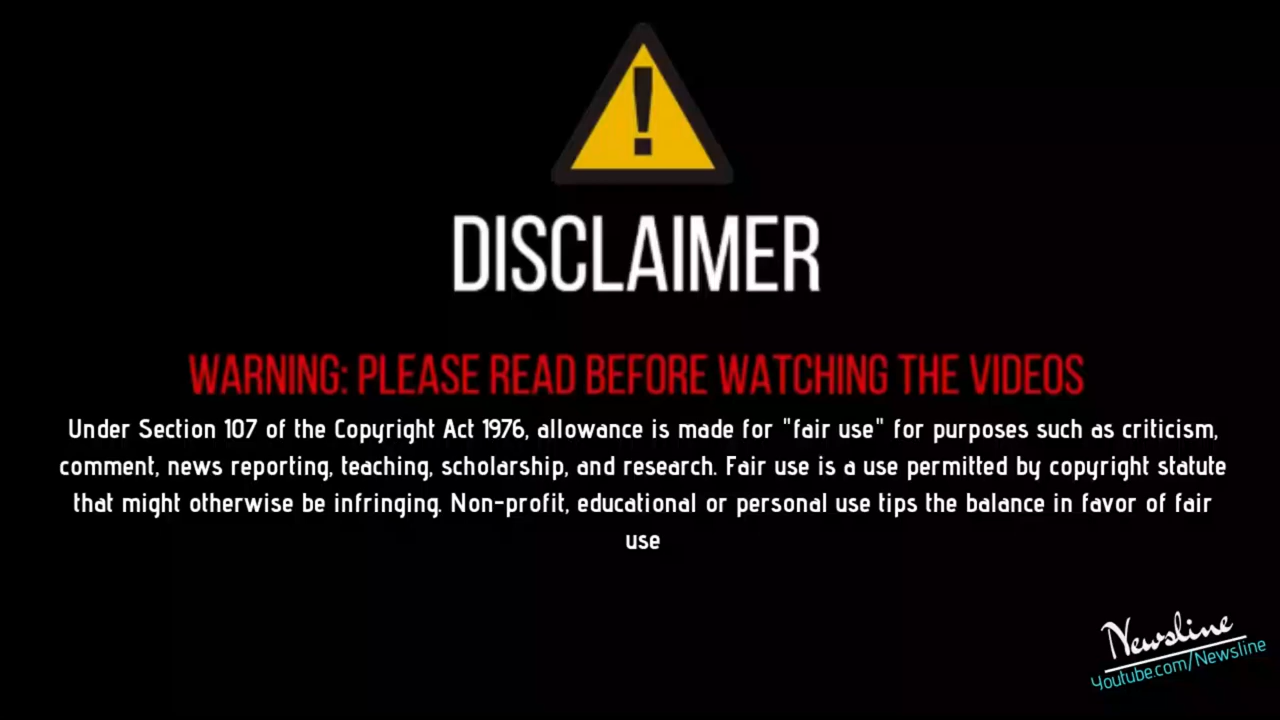 DISCLAIMER
WARNING: PLEASE READ BEFORE WATCHING THE VIDEOS
Under Section 107 of the Copyright Act 1976, allowance is made for "fair use" for purposes such as criticism,
comment, news reporting, teaching, scholarship, and research. Fair use is a use permitted by copyright statute
that might otherwise be infringing. Non-profit, educational or personal use tips the balance in favor of fair
use
Newsline
Youtube.com/Newsline